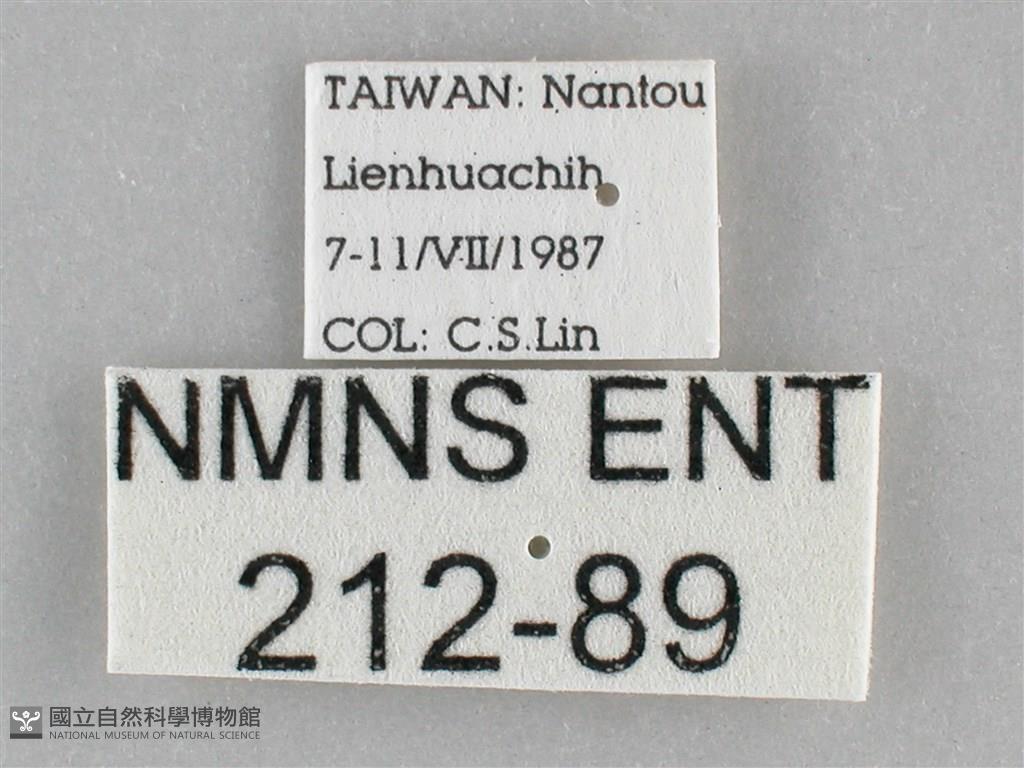 TAIWAN: Nantou
Lienhuachih
7-11/VII/1987
COL: C.S.Lin
NMNS ENT
212-89
國立自然科學博物館
NATIONAL MUSEUM OF NATURAL SCIENCE